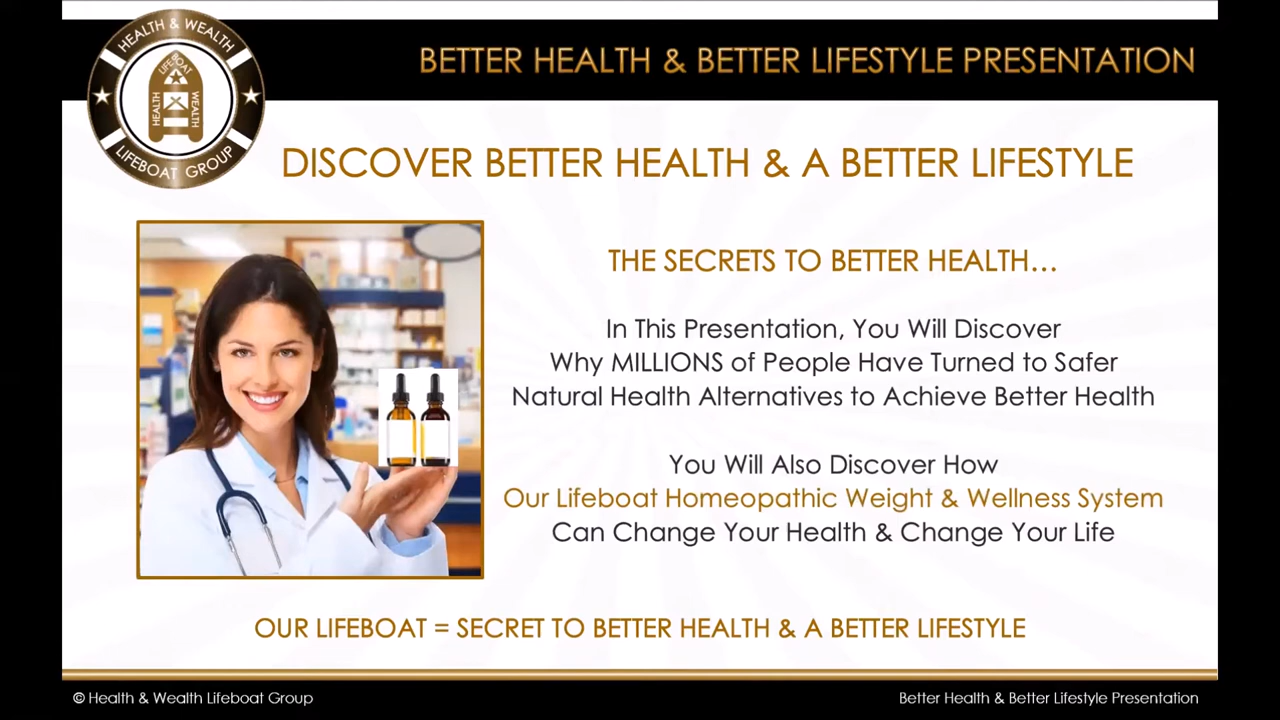 HEALTH & WEALTH
LIFEBOAT
HEALTH
WEALTH
LIFEBOAT GROUP
BETTER HEALTH & BETTER LIFESTYLE PRESENTATION
DISCOVER BETTER HEALTH & A BETTER LIFESTYLE
THE SECRETS TO BETTER HEALTH...
In This Presentation, You Will Discover
Why MILLIONS of People Have Turned to Safer
Natural Health Alternatives to Achieve Better Health
You Will Also Discover How
Our Lifeboat Homeopathic Weight & Wellness System
Can Change Your Health & Change Your Life
OUR LIFEBOAT = SECRET TO BETTER HEALTH & A BETTER LIFESTYLE
© Health & Wealth Lifeboat Group
Better Health & Better Lifestyle Presentation